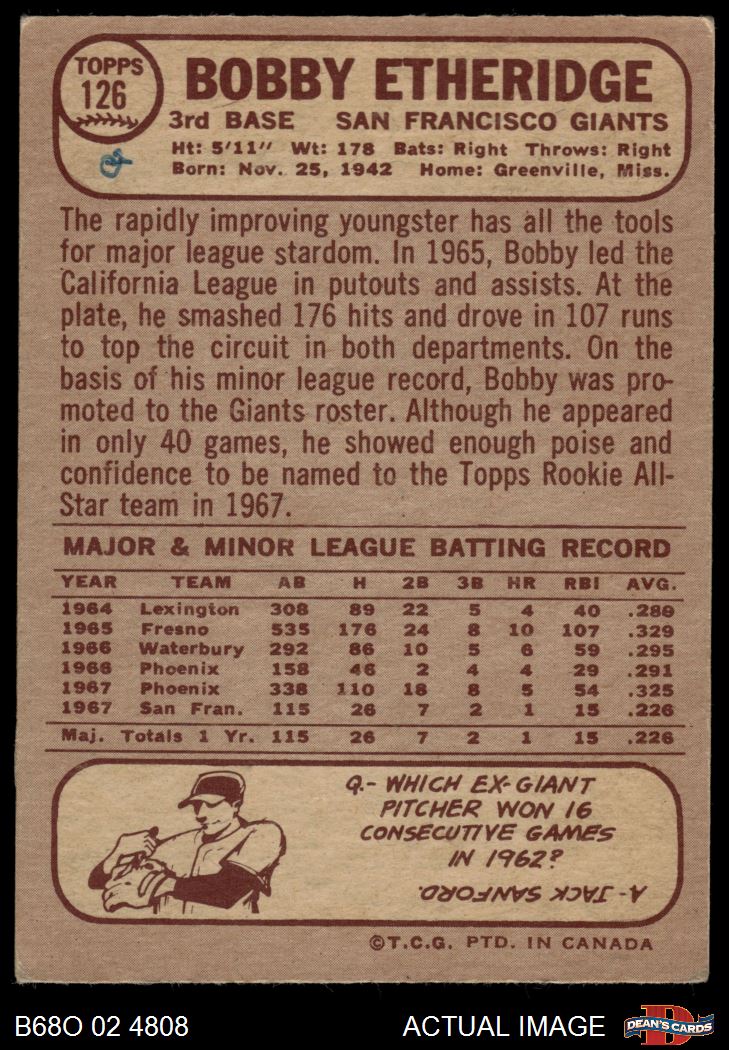 TOPPS
126
BOBBY ETHERIDGE
3rd BASE SAN FRANCISCO GIANTS
Ht: 5'11" Wt: 178 Bats: Right Throws: Right
Born: Nov. 25, 1942 Home: Greenville, Miss.
The rapidly improving youngster has all the tools
for major league stardom. In 1965, Bobby led the
California League in putouts and assists. At the
plate, he smashed 176 hits and drove in 107 runs
to top the circuit in both departments. On the
basis of his minor league record, Bobby was pro-
moted to the Giants roster. Although he appeared
in only 40 games, he showed enough poise and
confidence to be named to the Topps Rookie All-
Star team in 1967.
MAJOR & MINOR LEAGUE BATTING RECORD
YEAR TEAM AB H 2B 3B HR RBI AVG.
1964 Lexington 308 89 22 5 4 40 .289
1965 Fresno 535 176 24 8 10 107 .329
1966 Waterbury 292 86 10 5 6 59 .295
1966 Phoenix 158 46 2 4 4 29 .291
1967 Phoenix 338 110 18 8 5 54 .325
1967 San Fran. 115 26 7 2 1 15 .226
Maj. Totals 1 Yr. 115 26 7 2 1 15 .226
Q.- WHICH EX-GIANT
PITCHER WON 16
CONSECUTIVE GAMES
IN 1962?
A- JACK SANFORD.
©T.C.G. PTD. IN CANADA
B68O 02 4808
ACTUAL IMAGE
DEAN'S CARDS